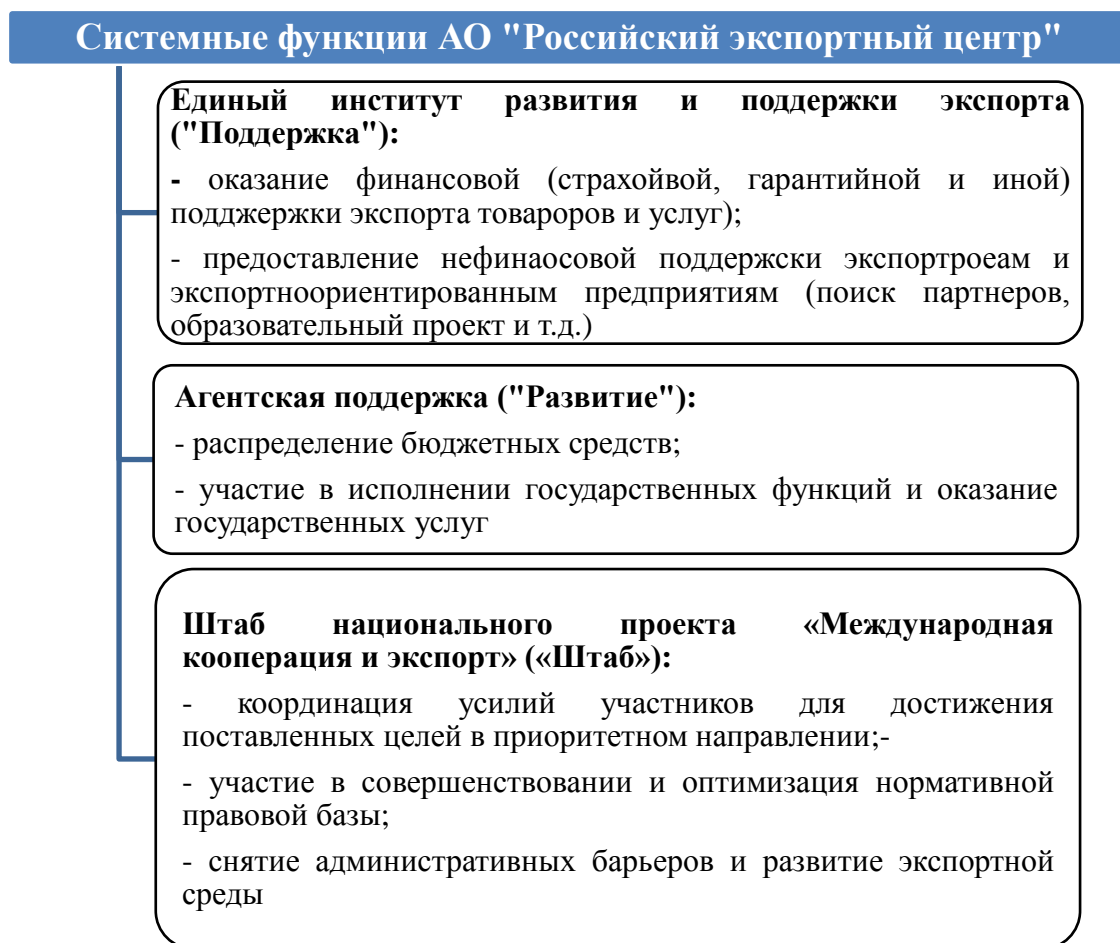 Системные функции АО "Российский экспортный центр"
Единый институт развития и поддержки экспорта
("Поддержка"):
- оказание финансовой (страхойвой, гарантийной и иной)
подджержки экспорта товароров и услуг);
- предоставление нефинаосовой поддержски экспортроеам и
экспортноориентированным предприятиям (поиск партнеров,
образовательный проект и т.д.)
Агентская поддержка ("Развитие"):
- распределение бюджетных средств;
- участие в исполнении государственных функций и оказание
государственных услуг
Штаб национального проекта «Международная
кооперация и экспорт» («Штаб»):
- координация усилий участников для достижения
поставленных целей в приоритетном направлении;-
- участие в совершенствовании и оптимизация нормативной
правовой базы;
- снятие административных барьеров и развитие экспортной
среды